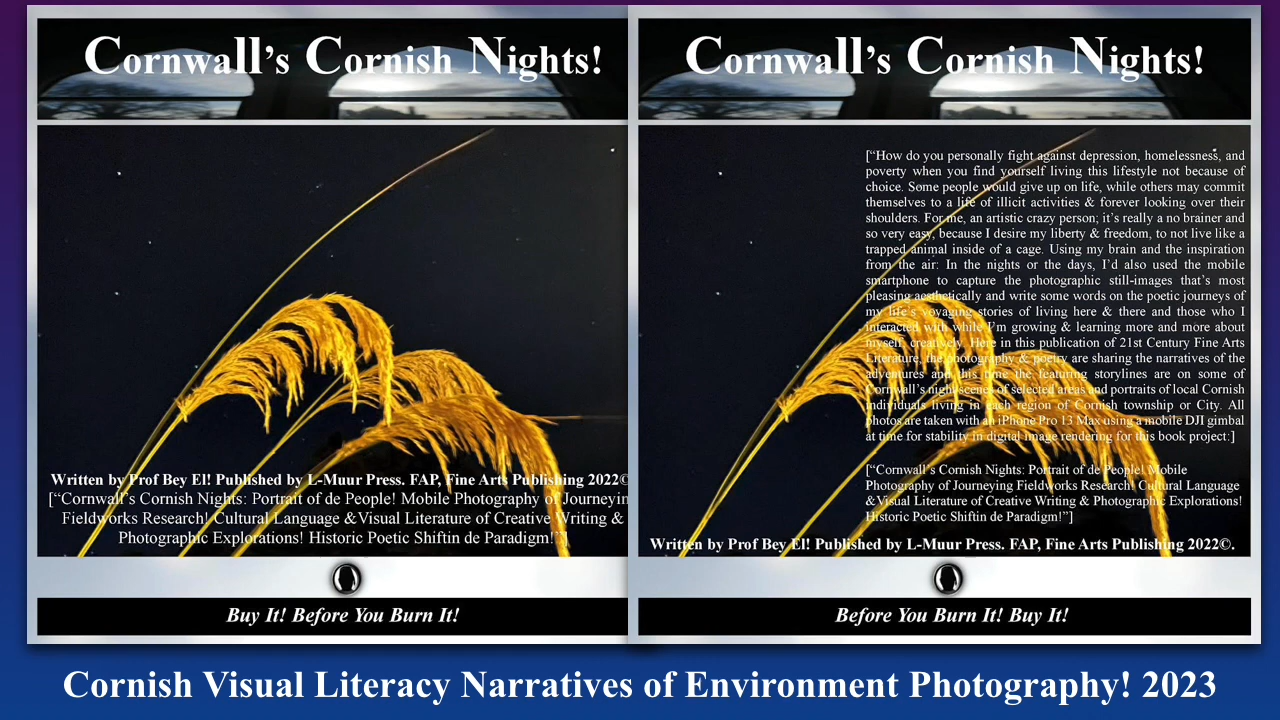 Cornwall's Cornish Nights!
Written by Prof Bey El! Published by L-Muur Press. FAP, Fine Arts Publishing 2022©
[“Cornwall’s Cornish Nights: Portrait of de People! Mobile Photography of Journeyin
Fieldworks Research! Cultural Language &Visual Literature of Creative Writing &
Photographic Explorations! Historic Poetic Shiftin de Paradigm!”]
Buy It! Before You Burn It!
Cornwall's Cornish Nights!
[“How do you personally fight against depression, homelessness, and
poverty when you find yourself living this lifestyle not because of
choice. Some people would give up on life, while others may commit
themselves to a life of illicit activities & forever looking over their
shoulders. For me, an artistic crazy person; it’s really a no brainer and
so very easy, because I desire my liberty & freedom, to not live like a
trapped animal inside of a cage. Using my brain and the inspiration
from the air: In the nights or the days, I’d also used the mobile
smartphone to capture the photographic still-images that’s most
pleasing aesthetically and write some words on the poetic journeys of
my life’s voyaging stories of living here & there and those who I
interacted with while I’m growing & learning more and more about
myself, creatively. Here in this publication of 21st Century Fine Arts
Literature, the photography & poetry are sharing the narratives of the
adventures and this time the featuring storylines are on some of
Cornwall’s night scenes of selected areas and portraits of local Cornish
individuals living in each region of Cornish township or City. All
photos are taken with an iPhone Pro 13 Max using a mobile DJI gimbal
at time for stability in digital image rendering for this book project:]
[“Cornwall’s Cornish Nights: Portrait of de People! Mobile
Photography of Journeying Fieldworks Research! Cultural Language
&Visual Literature of Creative Writing & Photographic Explorations!
Historic Poetic Shiftin de Paradigm!”]
Written by Prof Bey El! Published by L-Muur Press. FAP, Fine Arts Publishing 2022©.
Before You Burn It! Buy It!
Cornish Visual Literacy Narratives of Environment Photography! 2023